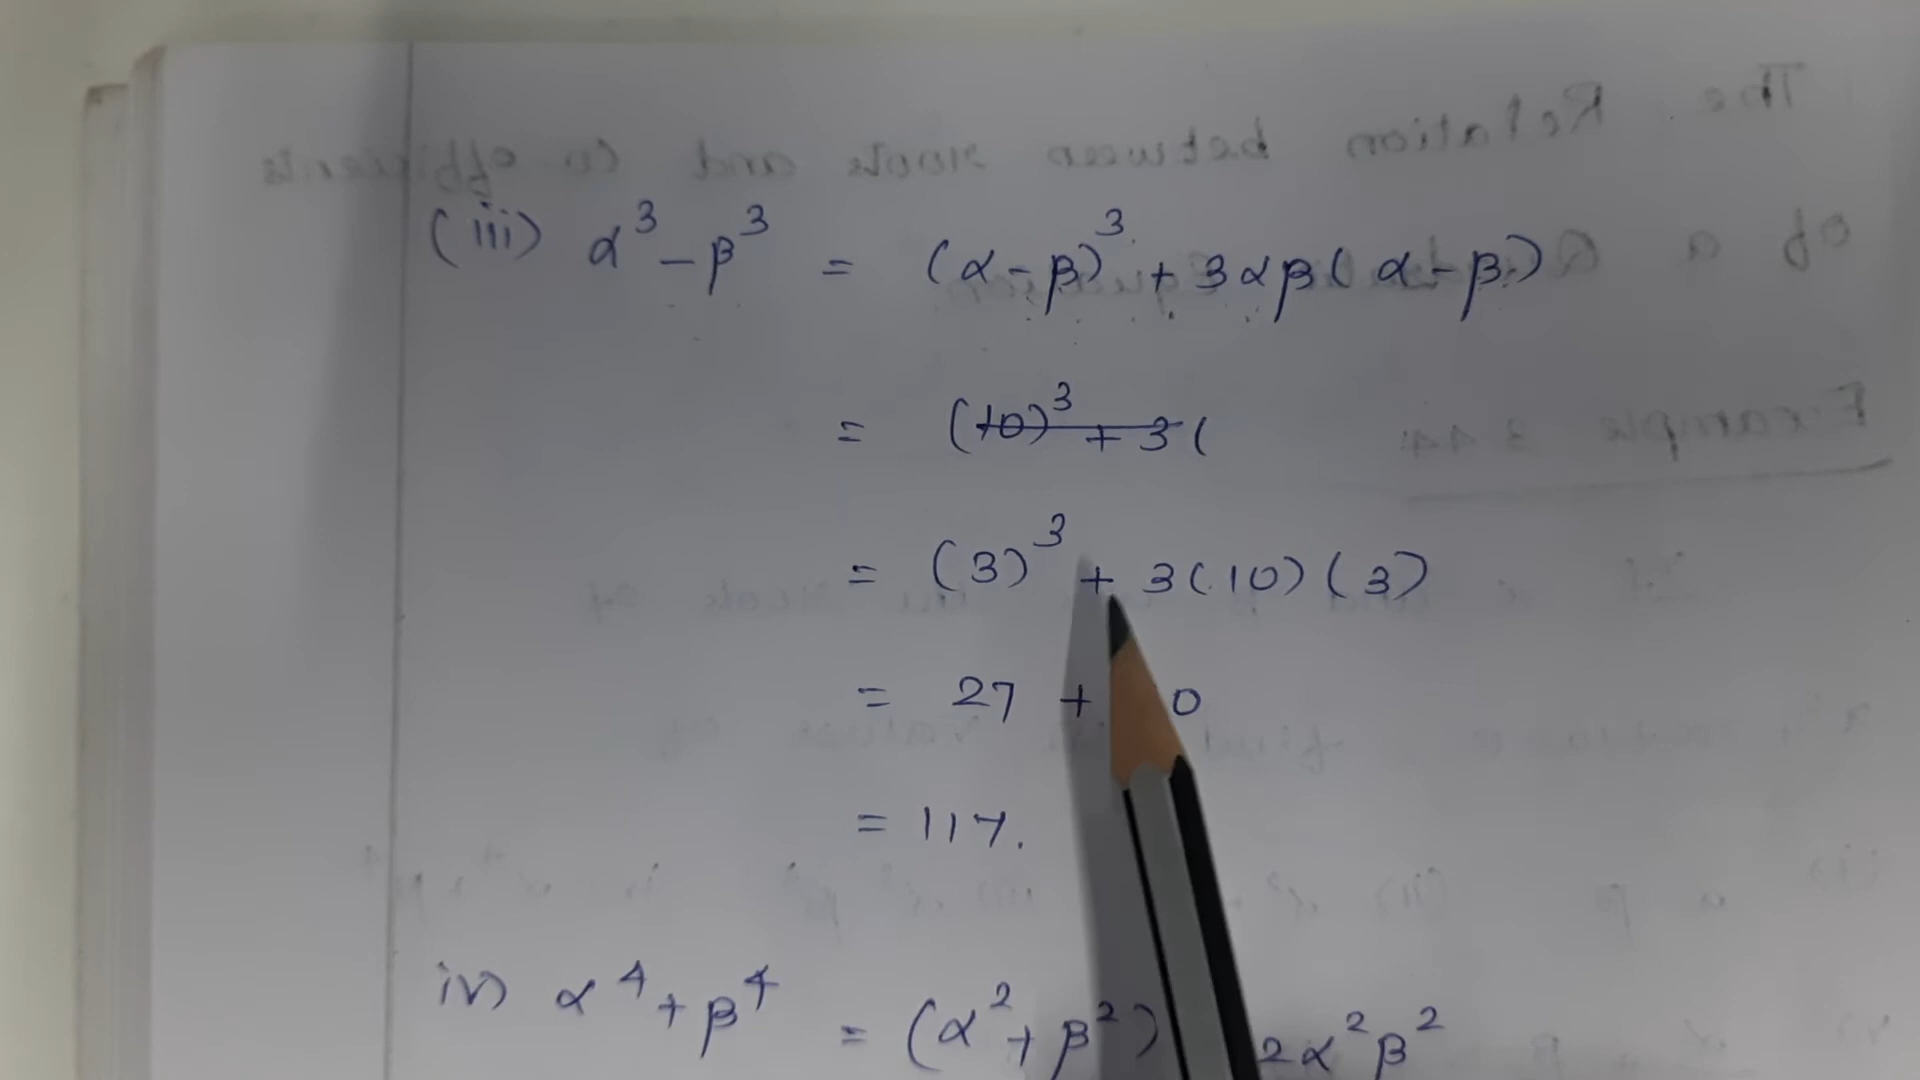 (iii) α³ - β³ = (α - β)³ + 3αβ(α - β)
= (10)³ + 3(
= (3)³ + 3(10)(3)
= 27 + 0
= 117.
iv) α⁴ + β⁴ = (α² + β²) 2α²β²